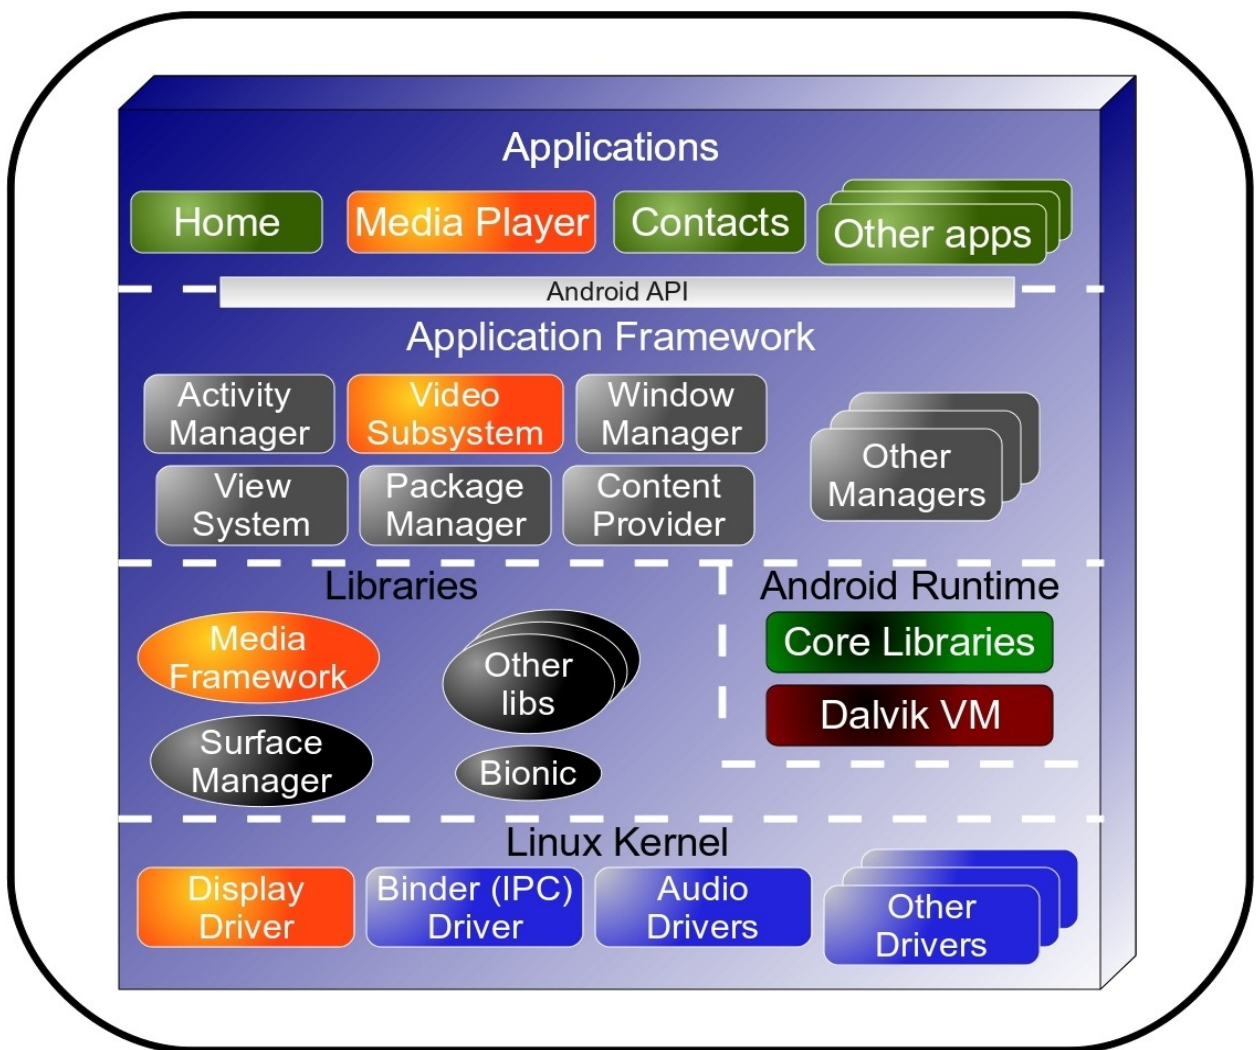 Applications
Home
Media Player
Contacts
Other apps
Android API
Application Framework
Activity
Manager
Video
Subsystem
Window
Manager
Other
Managers
View
System
Package
Manager
Content
Provider
Libraries
Media
Framework
Other
libs
Surface
Manager
Bionic
Android Runtime
Core Libraries
Dalvik VM
Linux Kernel
Display
Driver
Binder (IPC)
Driver
Audio
Drivers
Other
Drivers